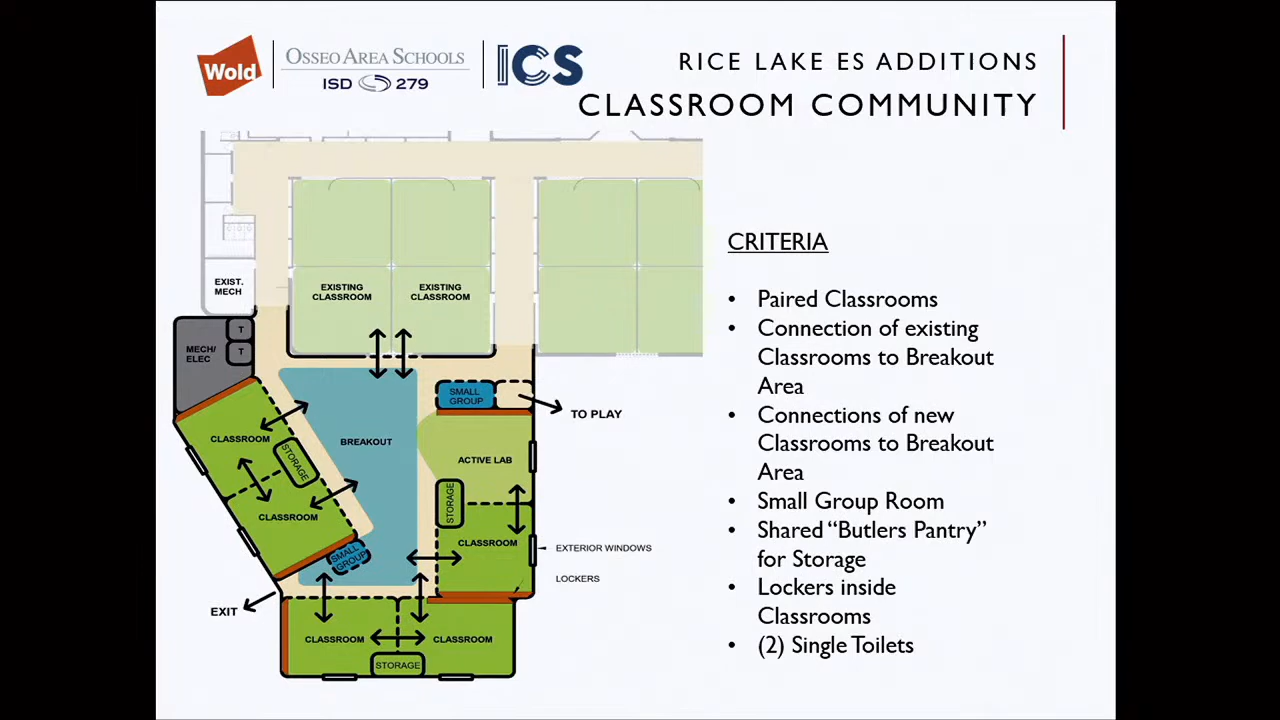 Wold
OSSEO AREA SCHOOLS
ISD 279
ICS
RICE LAKE ES ADDITIONS
CLASSROOM COMMUNITY
EXIST.
MECH
EXISTING
CLASSROOM
EXISTING
CLASSROOM
MECH/
ELEC
T
T
SMALL
GROUP
TO PLAY
CLASSROOM
STORAGE
BREAKOUT
ACTIVE LAB
STORAGE
CLASSROOM
CLASSROOM
SMALL
GROUP
EXTERIOR WINDOWS
LOCKERS
EXIT
CLASSROOM
CLASSROOM
STORAGE
CRITERIA
• Paired Classrooms
• Connection of existing
Classrooms to Breakout
Area
• Connections of new
Classrooms to Breakout
Area
• Small Group Room
• Shared “Butlers Pantry”
for Storage
• Lockers inside
Classrooms
• (2) Single Toilets